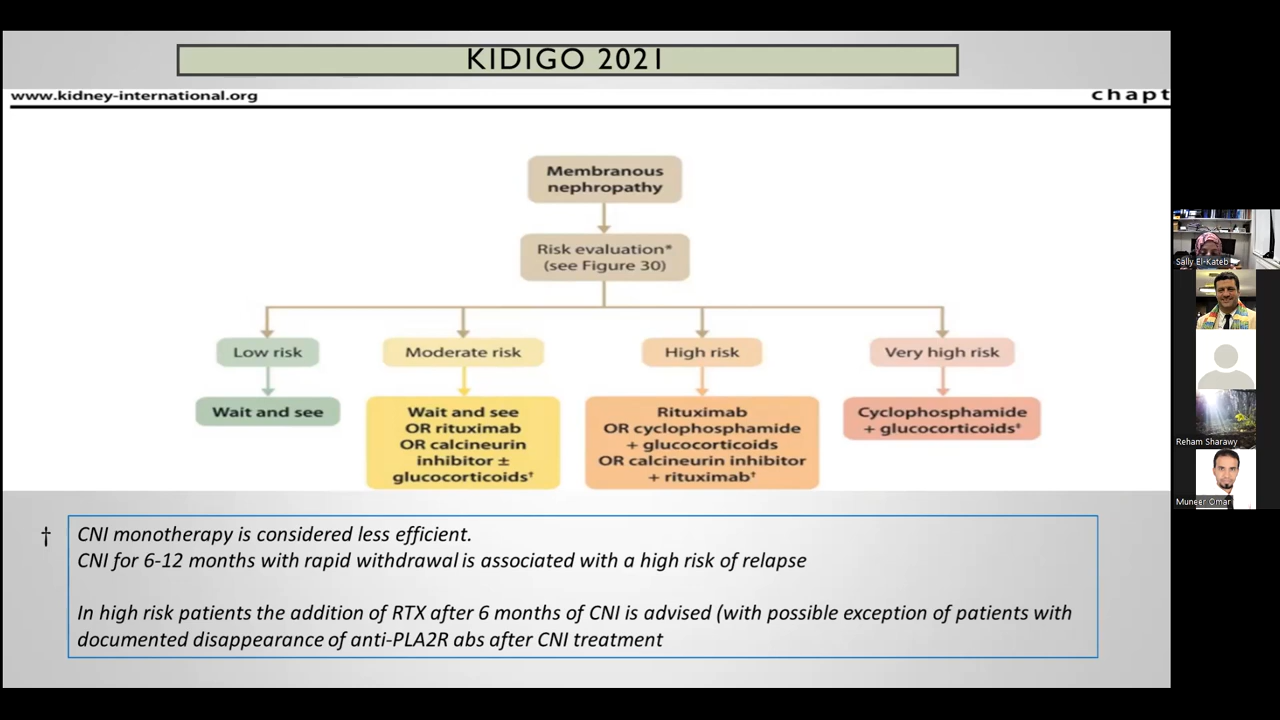 KIDIGO 2021
www.kidney-international.org
chapt
Membranous
nephropathy
Risk evaluation*
(see Figure 30)
Low risk
Moderate risk
High risk
Very high risk
Wait and see
Wait and see
OR rituximab
OR calcineurin
inhibitor ±
glucocorticoids†
Rituximab
OR cyclophosphamide
+ glucocorticoids
OR calcineurin inhibitor
+ rituximab†
Cyclophosphamide
+ glucocorticoids‡
† CNI monotherapy is considered less efficient.
CNI for 6-12 months with rapid withdrawal is associated with a high risk of relapse
In high risk patients the addition of RTX after 6 months of CNI is advised (with possible exception of patients with
documented disappearance of anti-PLA2R abs after CNI treatment
Sally El-Kateb
Reham Sharawy
Muneer Omar